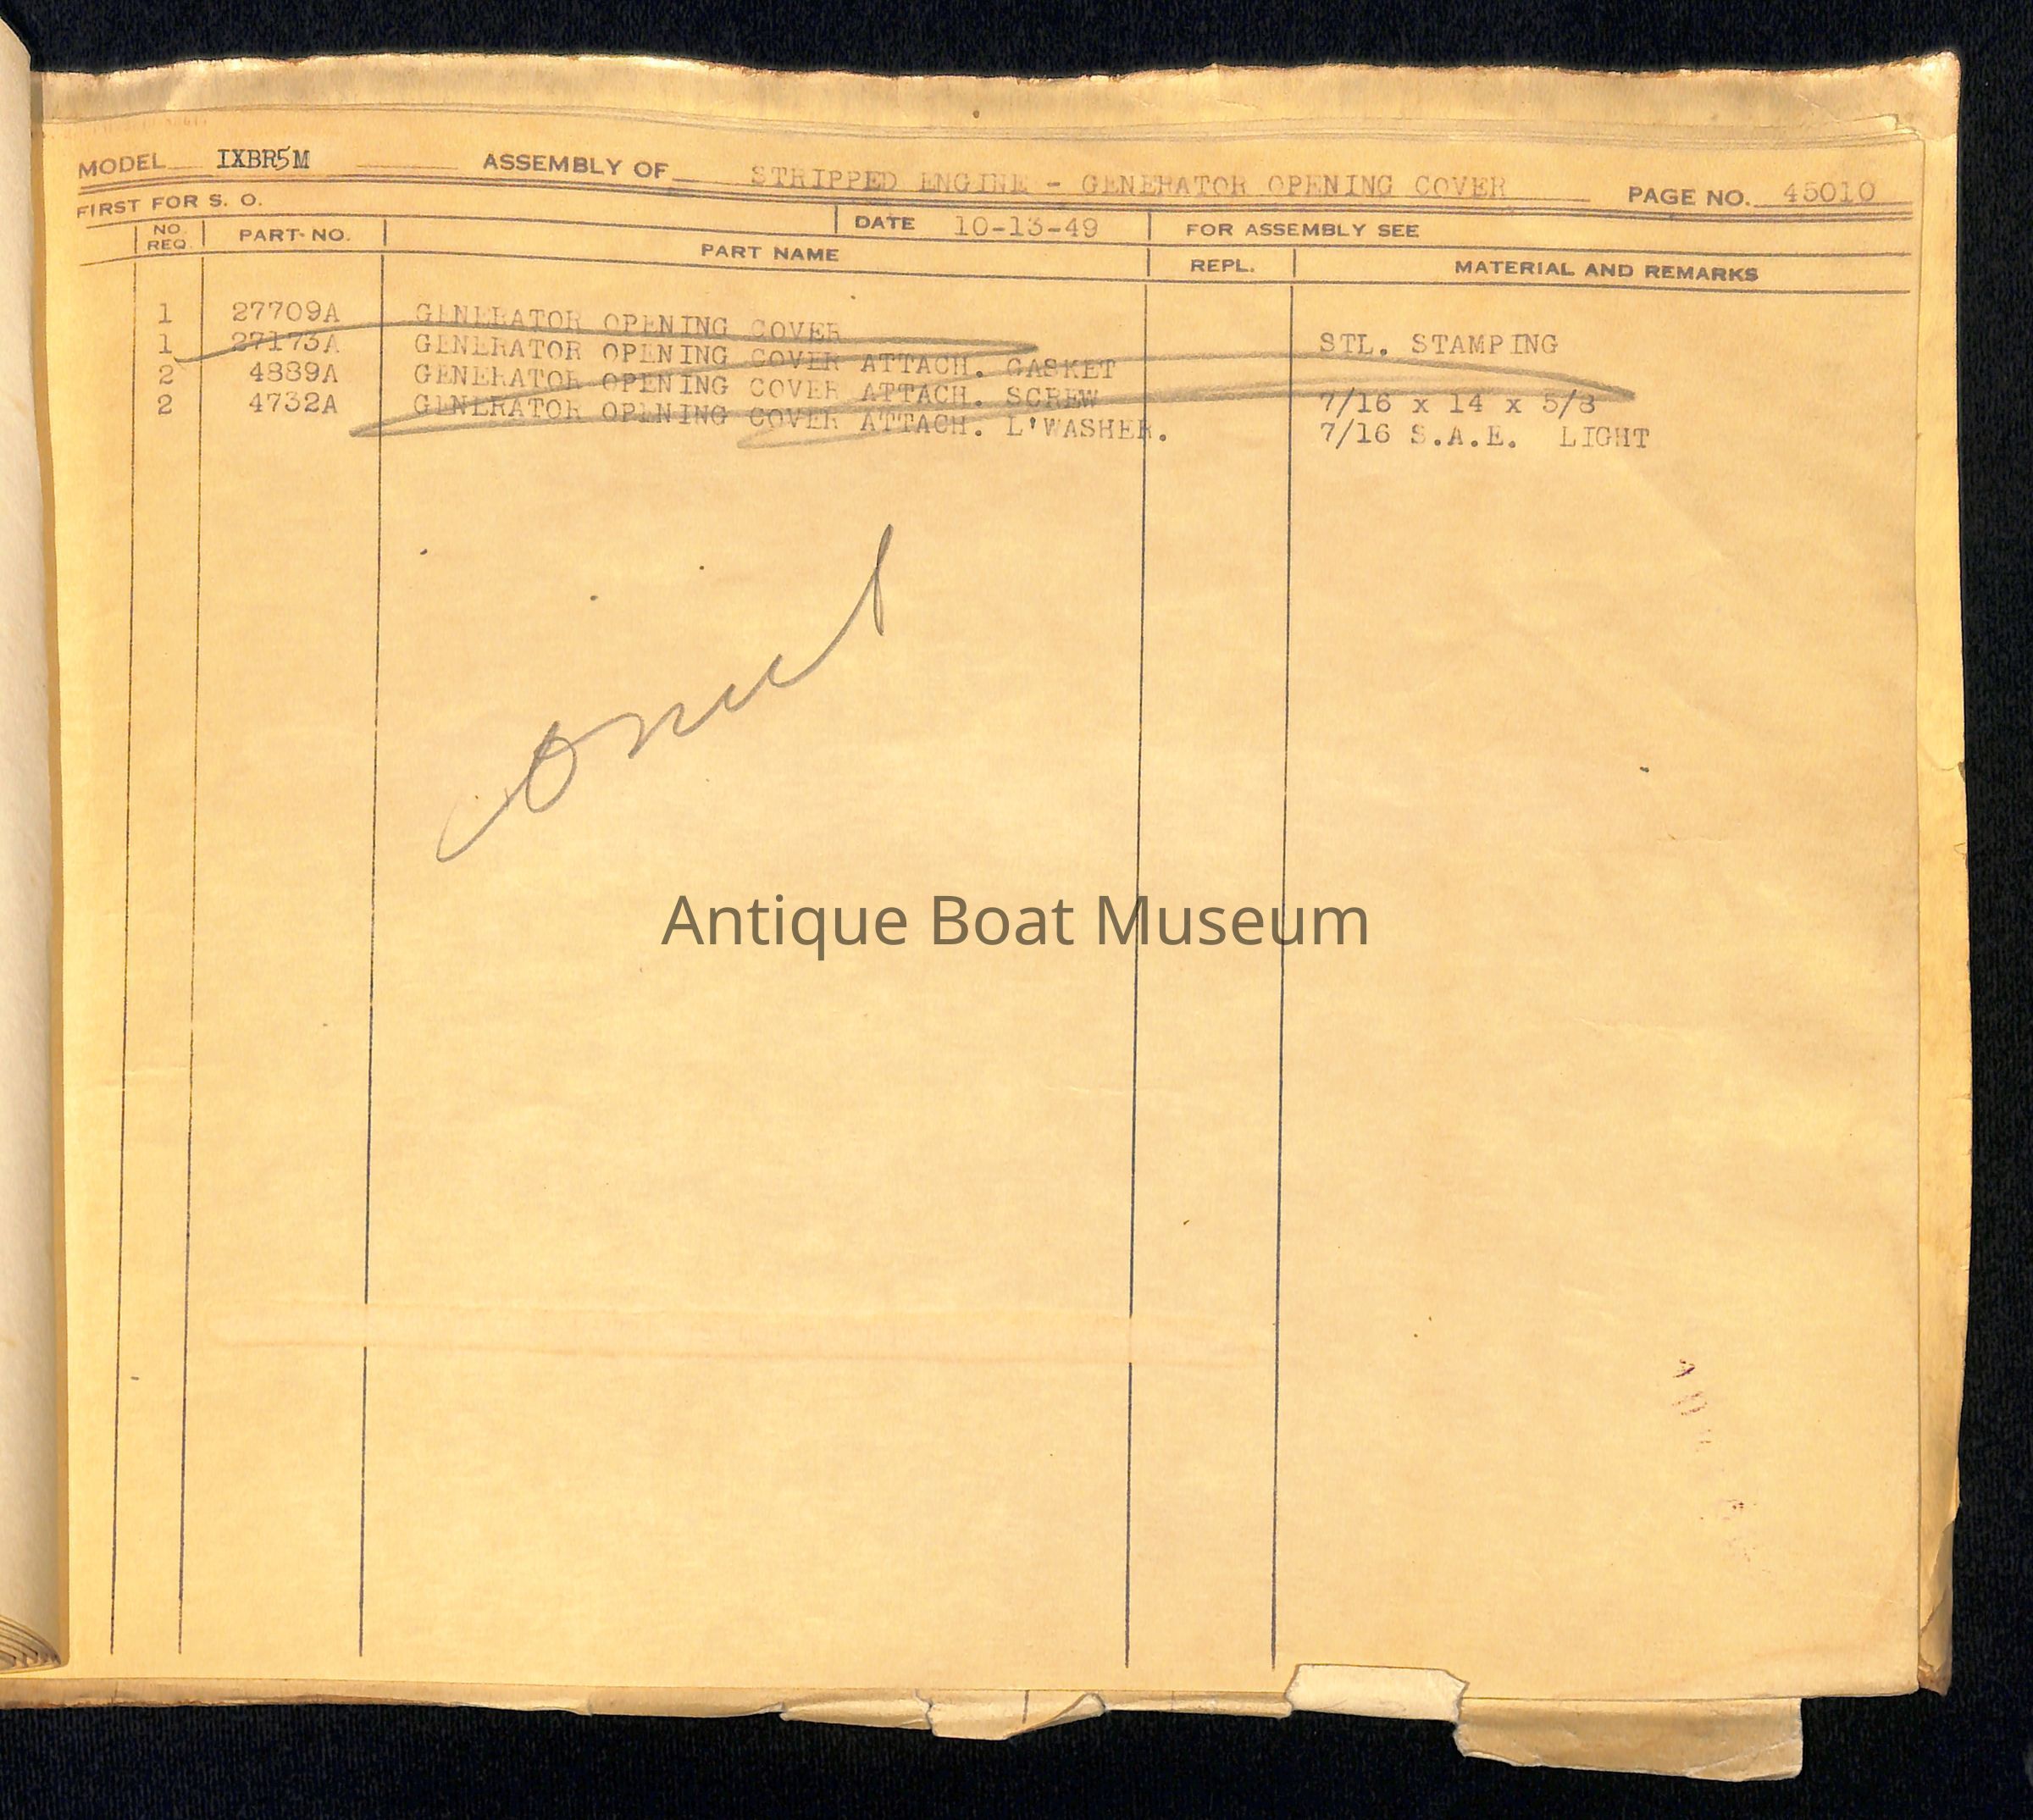 MODEL IXBR5M ASSEMBLY OF STRIPPED ENGINE - GENERATOR OPENING COVER PAGE NO. 45010
FIRST FOR S. O. DATE 10-13-49 FOR ASSEMBLY SEE
NO. REQ. PART-NO. PART NAME REPL. MATERIAL AND REMARKS
1 27709A GENERATOR OPENING COVER STL. STAMPING
1 27173A GENERATOR OPENING COVER ATTACH. GASKET
2 4889A GENERATOR OPENING COVER ATTACH. SCREW 7/16 x 14 x 5/8
2 4732A GENERATOR OPENING COVER ATTACH. L'WASHER. 7/16 S.A.E. LIGHT
omit
Antique Boat Museum